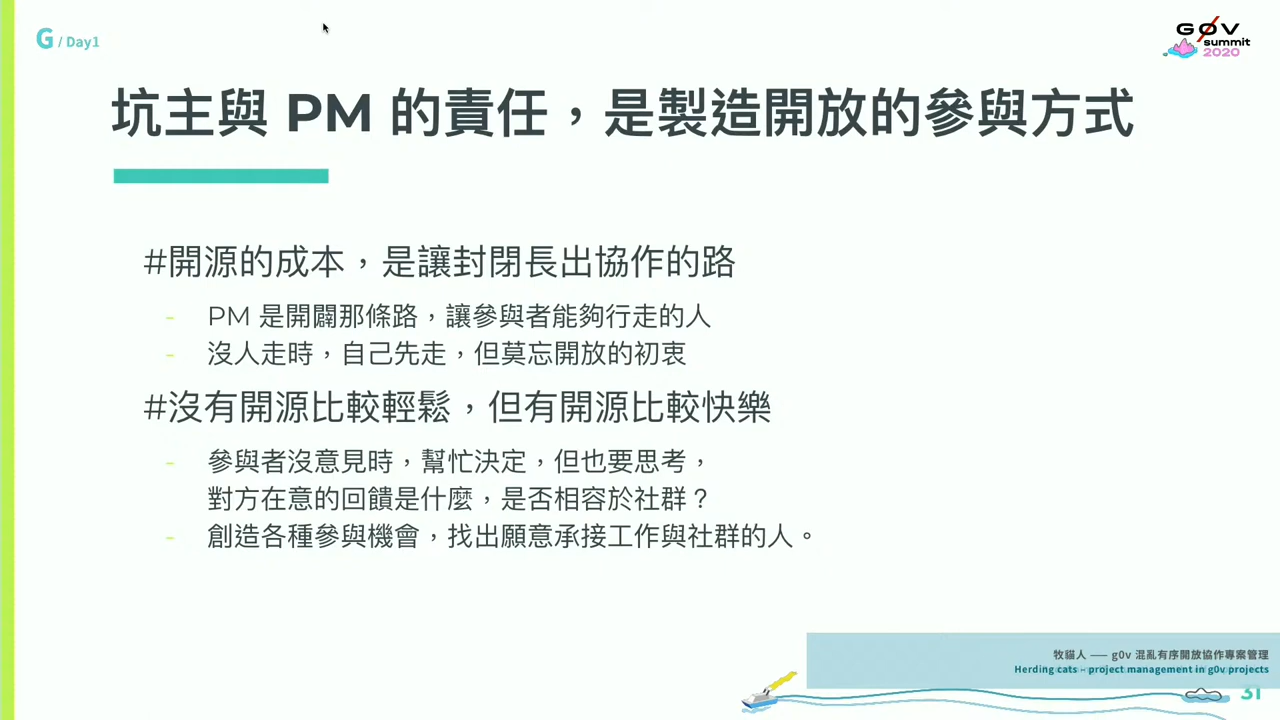 G / Day1
G0V
summit
2020
坑主與 PM 的責任，是製造開放的參與方式
#開源的成本，是讓封閉長出協作的路
- PM 是開闢那條路，讓參與者能夠行走的人
- 沒人走時，自己先走，但莫忘開放的初衷
#沒有開源比較輕鬆，但有開源比較快樂
- 參與者沒意見時，幫忙決定，但也要思考，
對方在意的回饋是什麼，是否相容於社群？
- 創造各種參與機會，找出願意承接工作與社群的人。
牧貓人 —— g0v 混亂有序開放協作專案管理
Herding cats – project management in g0v projects
31